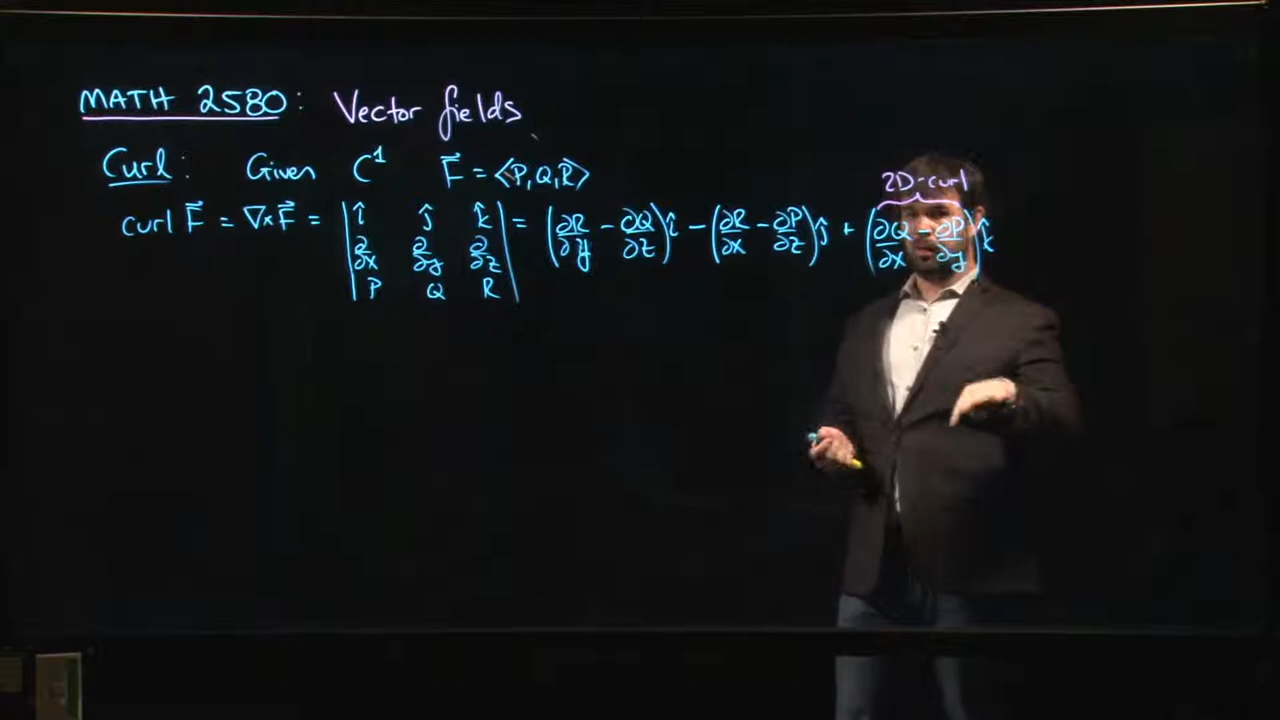 MATH 2580: Vector fields
Curl: Given C¹ F⃗ = ⟨P,Q,R⟩
2D-curl
curl F⃗ = ∇×F⃗ = | î ĵ k̂ | = (∂R/∂y − ∂Q/∂z) î − (∂R/∂x − ∂P/∂z) ĵ + (∂Q/∂x − ∂P/∂y) k̂
∂/∂x ∂/∂y ∂/∂z
P Q R